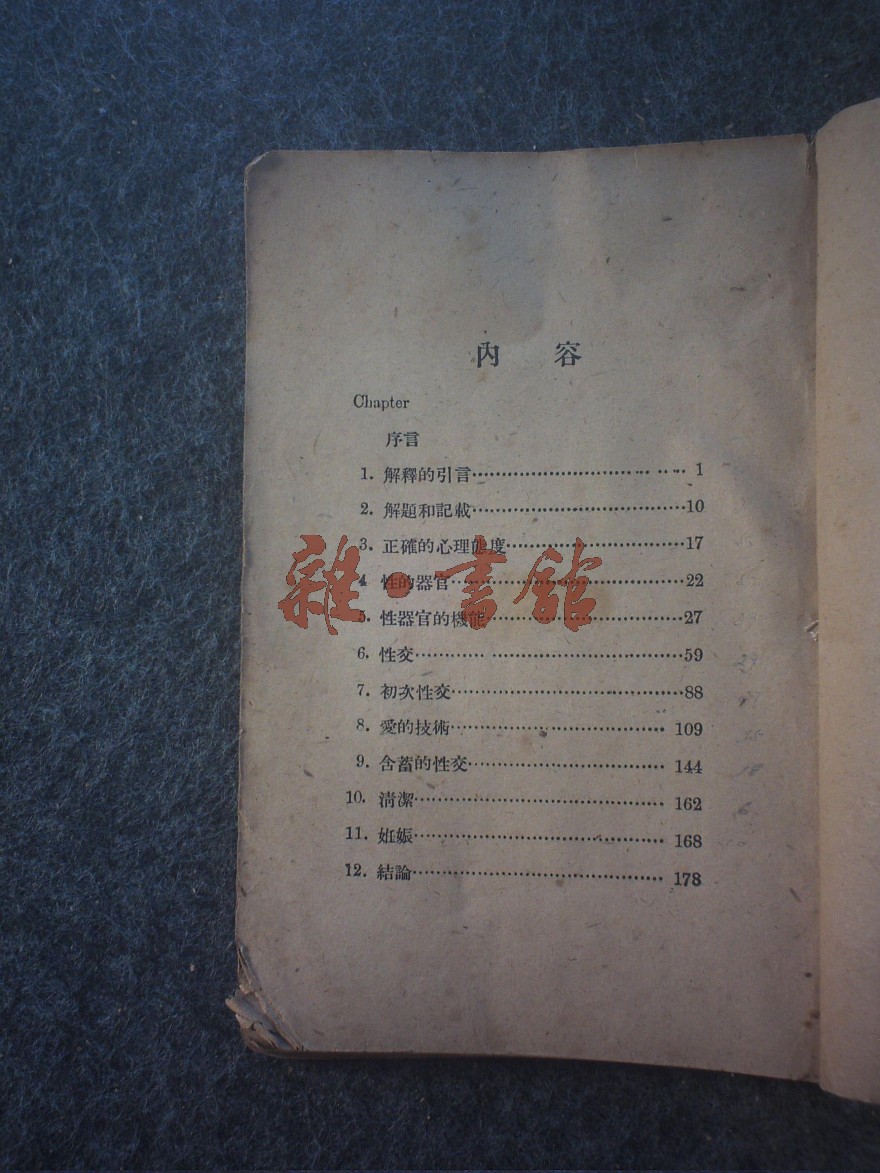 內 容
Chapter
序言
1. 解釋的引言 1
2. 解題和記載 10
3. 正確的心理態度 17
4 性的器官 22
5. 性器官的機能 27
6. 性交 59
7. 初次性交 88
8. 愛的技術 109
9. 含蓄的性交 144
10. 清潔 162
11. 姙娠 168
12. 結論 178
雜·書館